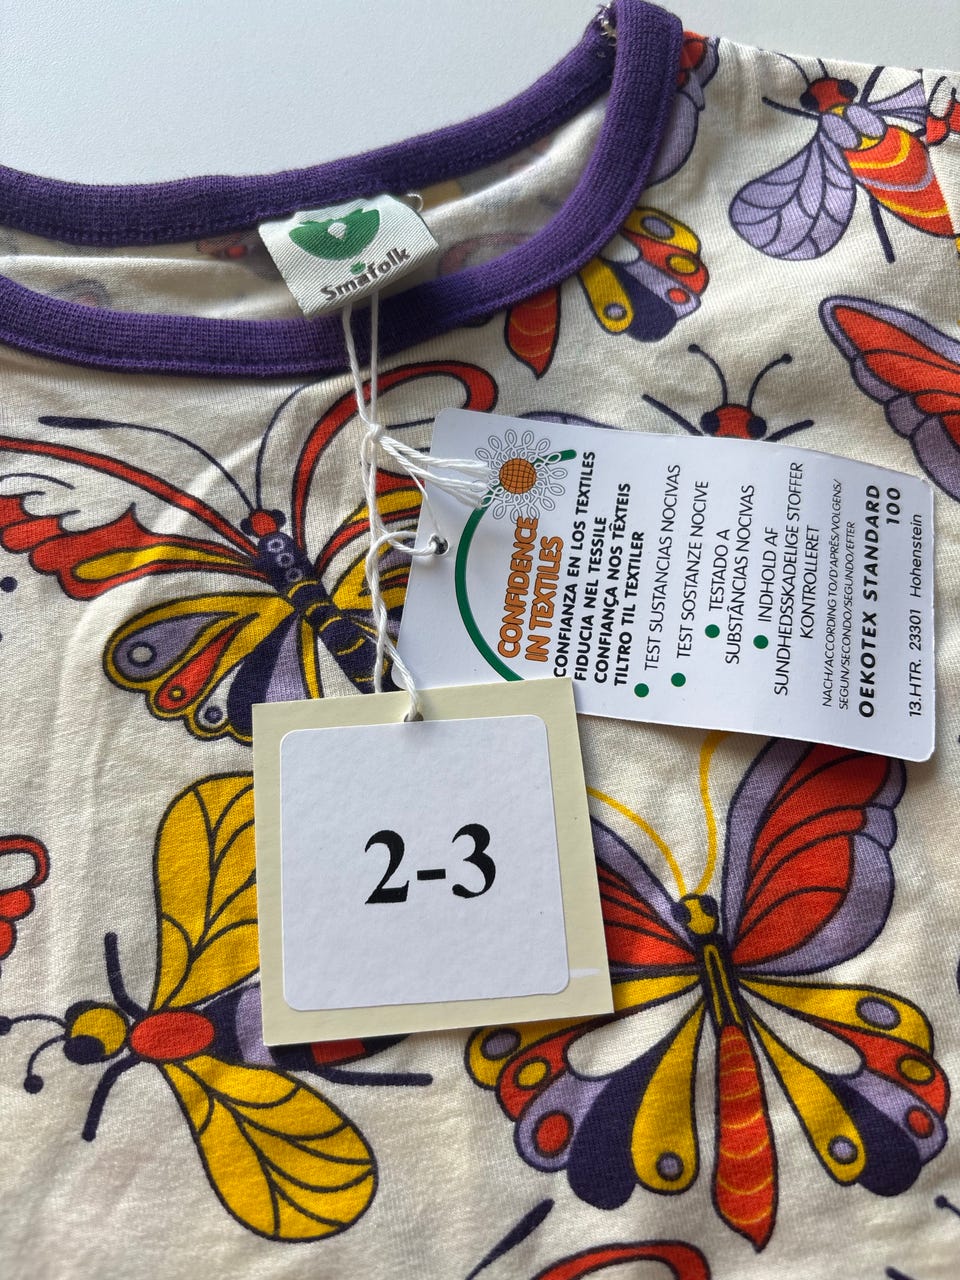 Småfolk
CONFIDENCE
IN TEXTILES
CONFIANZA EN LOS TEXTILES
FIDUCIA NEL TESSILE
CONFIANÇA NOS TÊXTEIS
TILTRO TIL TEXTILER
TEST SUSTANCIAS NOCIVAS
TEST SOSTANZE NOCIVE
TESTADO A
SUBSTÂNCIAS NOCIVAS
INDHOLD AF
SUNDHEDSSKADELIGE STOFFER
KONTROLLERET
NACH/ACCORDING TO/D'APRÈS/VOLGENS/
SEGUN/SECONDO/SEGUNDO/EFTER
OEKOTEX STANDARD
100
13.HTR. 23301 Hohenstein
2-3